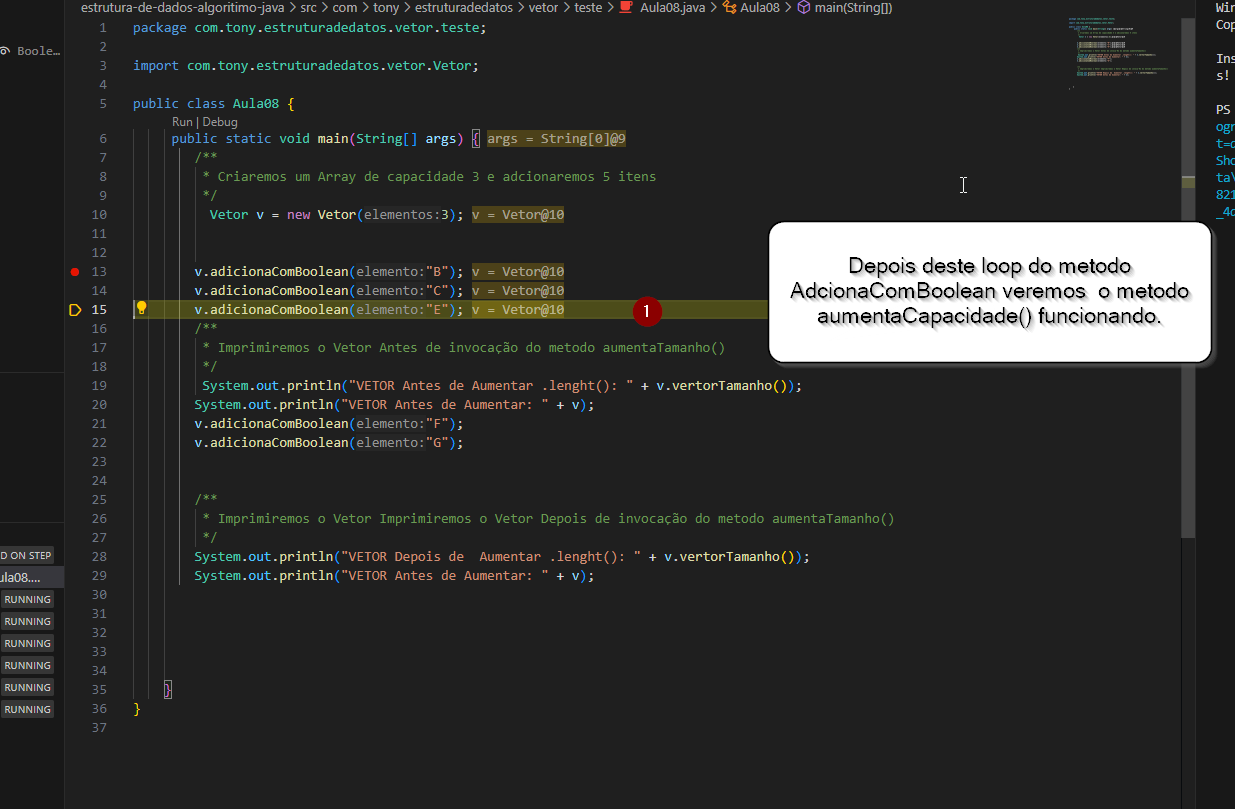 estrutura-de-dados-algoritimo-java > src > com > tony > estruturadedatos > vetor > teste > Aula08.java > Aula08 > main(String[])
1 package com.tony.estruturadedatos.vetor.teste;
2
3 import com.tony.estruturadedatos.vetor.Vetor;
4
5 public class Aula08 {
Run | Debug
6 public static void main(String[] args) { args = String[0]@9
7 /**
8 * Criaremos um Array de capacidade 3 e adcionaremos 5 itens
9 */
10 Vetor v = new Vetor(elementos:3); v = Vetor@10
11
12
13 v.adicionaComBoolean(elemento:"B"); v = Vetor@10
14 v.adicionaComBoolean(elemento:"C"); v = Vetor@10
15 v.adicionaComBoolean(elemento:"E"); v = Vetor@10
1
16 /**
17 * Imprimiremos o Vetor Antes de invocação do metodo aumentaTamanho()
18 */
19 System.out.println("VETOR Antes de Aumentar .lenght(): " + v.vertorTamanho());
20 System.out.println("VETOR Antes de Aumentar: " + v);
21 v.adicionaComBoolean(elemento:"F");
22 v.adicionaComBoolean(elemento:"G");
23
24
25 /**
26 * Imprimiremos o Vetor Imprimiremos o Vetor Depois de invocação do metodo aumentaTamanho()
27 */
28 System.out.println("VETOR Depois de  Aumentar .lenght(): " + v.vertorTamanho());
29 System.out.println("VETOR Antes de Aumentar: " + v);
30
31
32
33
34
35 }
36 }
37
Depois deste loop do metodo
AdcionaComBoolean veremos  o metodo
aumentaCapacidade() funcionando.
Boole...
D ON STEP
ula08....
RUNNING
RUNNING
RUNNING
RUNNING
RUNNING
RUNNING
Win
Cop
Ins
s!
PS
ogr
t=d
Sho
ta\
821
_4d